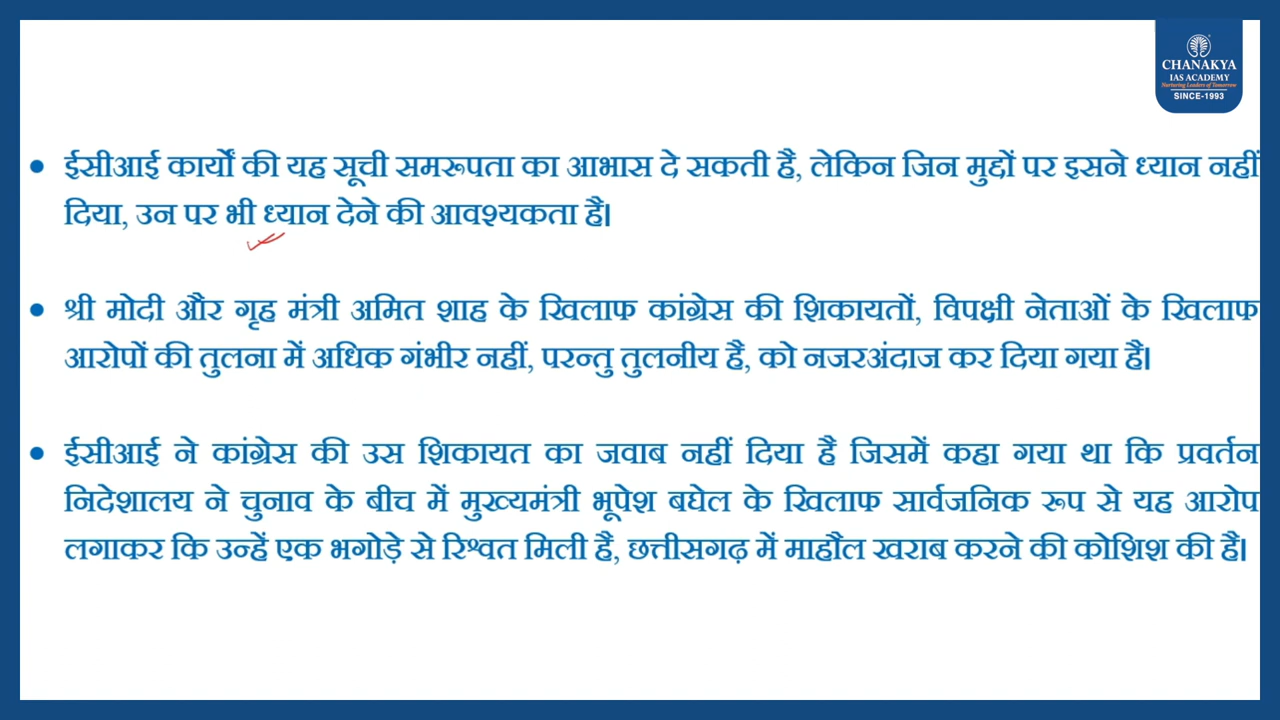 CHANAKYA
IAS ACADEMY
Nurturing Leaders of Tomorrow
SINCE-1993
• ईसीआई कार्यों की यह सूची समरूपता का आभास दे सकती है, लेकिन जिन मुद्दों पर इसने ध्यान नहीं
दिया, उन पर भी ध्यान देने की आवश्यकता है।
• श्री मोदी और गृह मंत्री अमित शाह के खिलाफ कांग्रेस की शिकायतों, विपक्षी नेताओं के खिलाफ
आरोपों की तुलना में अधिक गंभीर नहीं, परन्तु तुलनीय है, को नजरअंदाज कर दिया गया है।
• ईसीआई ने कांग्रेस की उस शिकायत का जवाब नहीं दिया है जिसमें कहा गया था कि प्रवर्तन
निदेशालय ने चुनाव के बीच में मुख्यमंत्री भूपेश बघेल के खिलाफ सार्वजनिक रूप से यह आरोप
लगाकर कि उन्हें एक भगोड़े से रिश्वत मिली है, छत्तीसगढ़ में माहौल खराब करने की कोशिश की है।